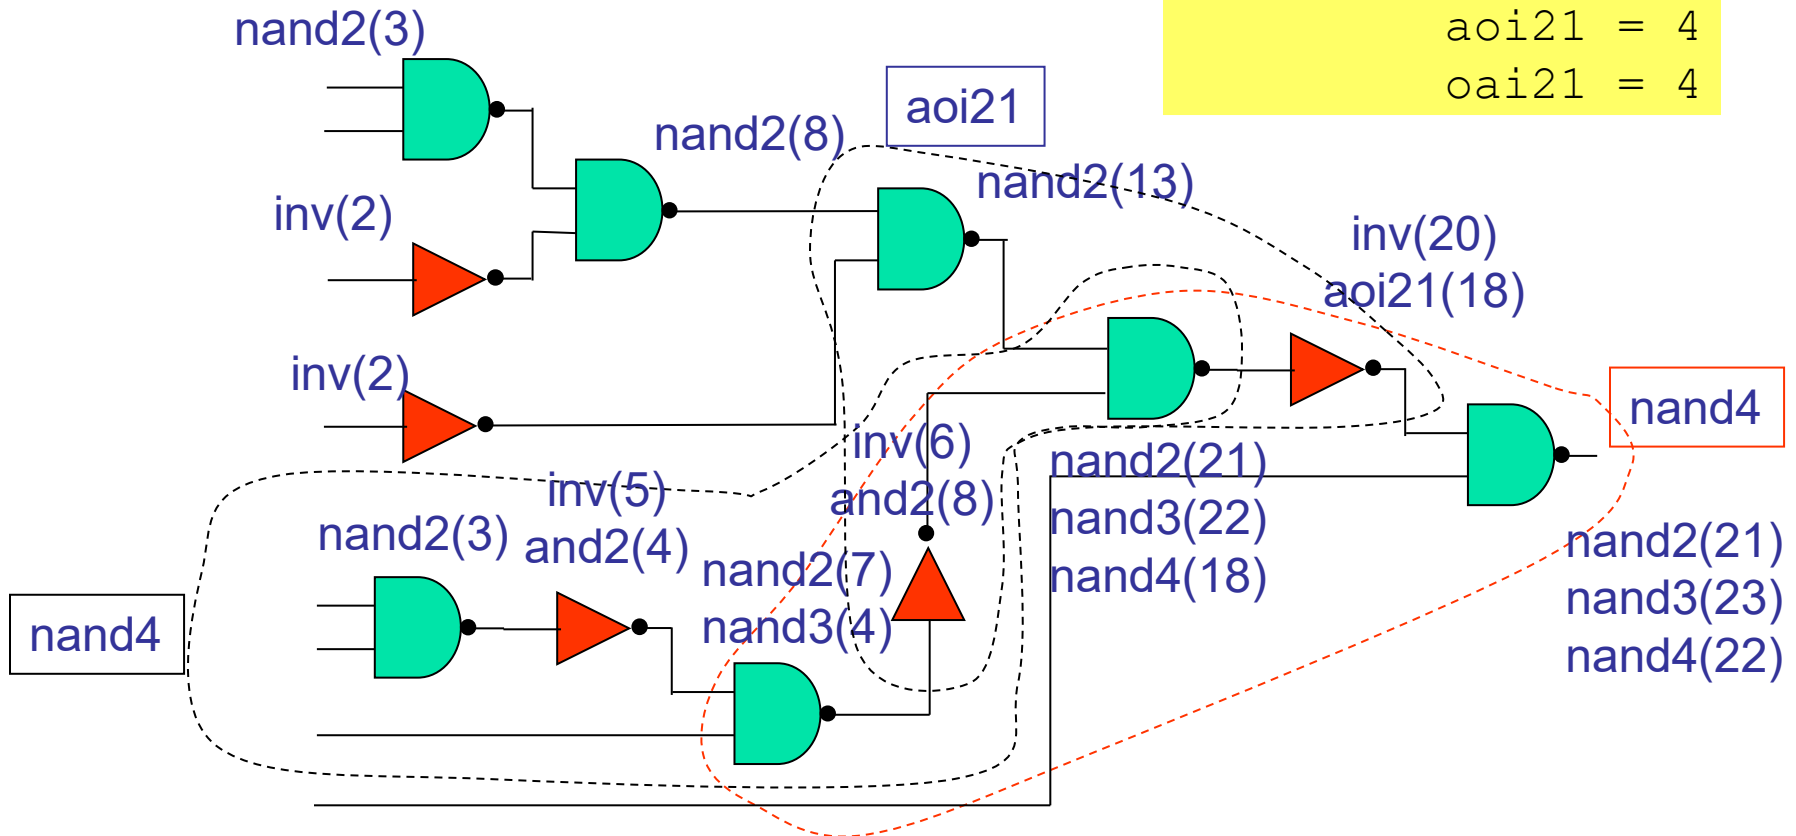 nand2(3)
aoi21 = 4
oai21 = 4
aoi21
nand2(8)
nand2(13)
inv(2)
inv(20)
aoi21(18)
inv(2)
nand4
inv(6)
and2(8)
nand2(21)
nand3(22)
nand4(18)
inv(5)
and2(4)
nand2(3)
nand2(7)
nand3(4)
nand4
nand2(21)
nand3(23)
nand4(22)